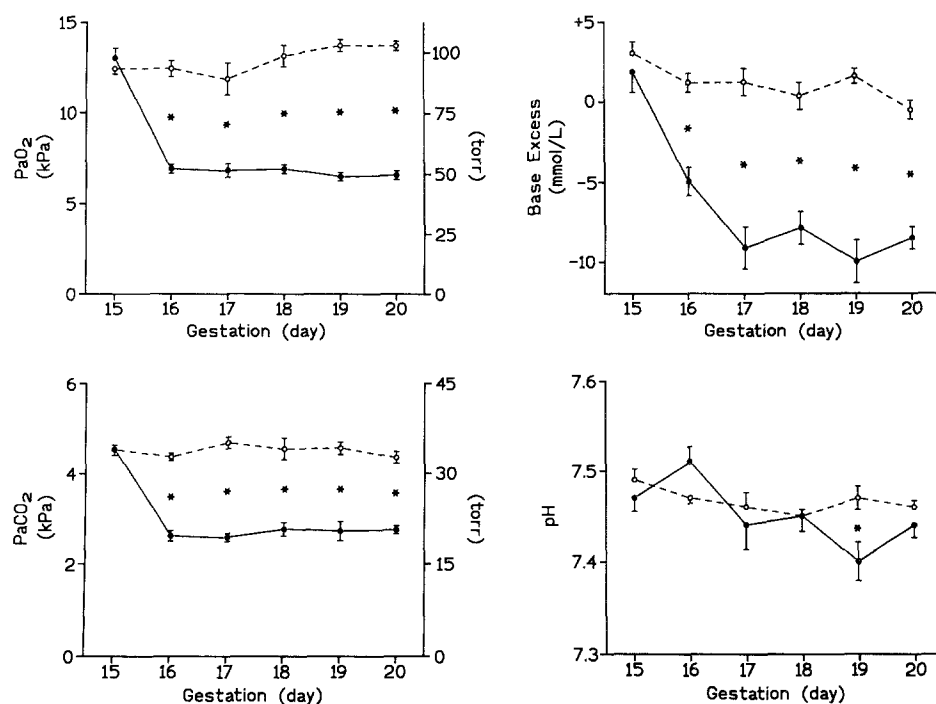 15
10
5
0
PaO2
(kPa)
100
75
50
25
0
(torr)
* * * * *
15 16 17 18 19 20
Gestation (day)
+5
0
-5
-10
Base Excess
(mmol/L)
* * * * *
15 16 17 18 19 20
Gestation (day)
6
4
2
0
PaCO2
(kPa)
45
30
15
0
(torr)
* * * * *
15 16 17 18 19 20
Gestation (day)
7.6
7.5
7.4
7.3
pH
*
15 16 17 18 19 20
Gestation (day)